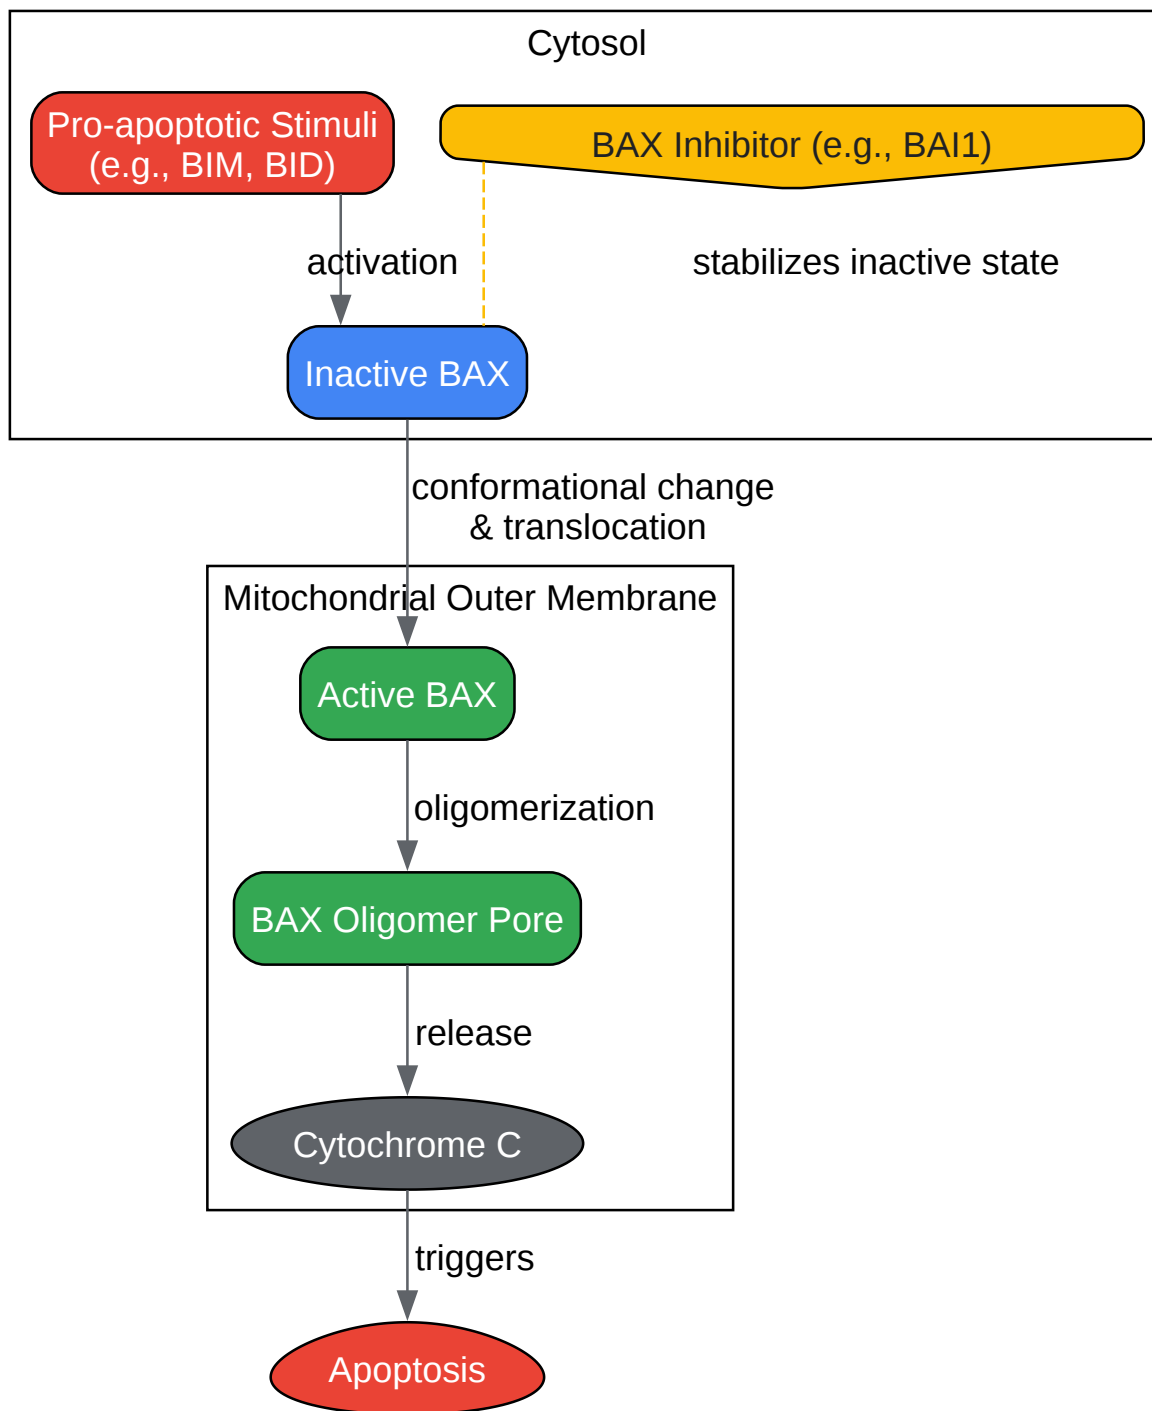 Cytosol
Pro-apoptotic Stimuli
(e.g., BIM, BID)
BAX Inhibitor (e.g., BAI1)
activation
stabilizes inactive state
Inactive BAX
conformational change
& translocation
Mitochondrial Outer Membrane
Active BAX
oligomerization
BAX Oligomer Pore
release
Cytochrome C
triggers
Apoptosis